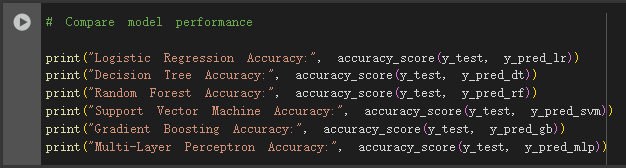 # Compare model performance
print("Logistic Regression Accuracy:", accuracy_score(y_test, y_pred_lr))
print("Decision Tree Accuracy:", accuracy_score(y_test, y_pred_dt))
print("Random Forest Accuracy:", accuracy_score(y_test, y_pred_rf))
print("Support Vector Machine Accuracy:", accuracy_score(y_test, y_pred_svm))
print("Gradient Boosting Accuracy:", accuracy_score(y_test, y_pred_gb))
print("Multi-Layer Perceptron Accuracy:", accuracy_score(y_test, y_pred_mlp))